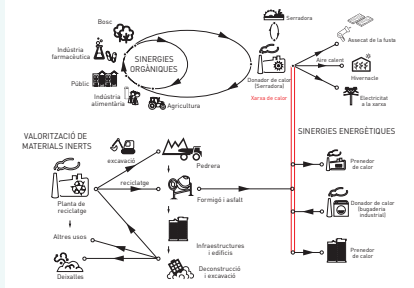 Bosc
Serradora
Assecat de la fusta
Indústria
farmacèutica
SINERGIES
ORGÀNIQUES
Aire calent
Públic
Donador de calor
(Serradora)
Hivernacle
Indústria
alimentària
Agricultura
Xarxa de calor
Electricitat
a la xarxa
VALORITZACIÓ DE
MATERIALS INERTS
SINERGIES ENERGÈTIQUES
excavació
Pedrera
Prenedor
de calor
reciclatge
Planta de
reciclatge
Formigó i asfalt
Donador de calor
(bugaderia
industrial)
Altres usos
Infraestructures
i edificis
Prenedor
de calor
Deixalles
Deconstrucció
i excavació